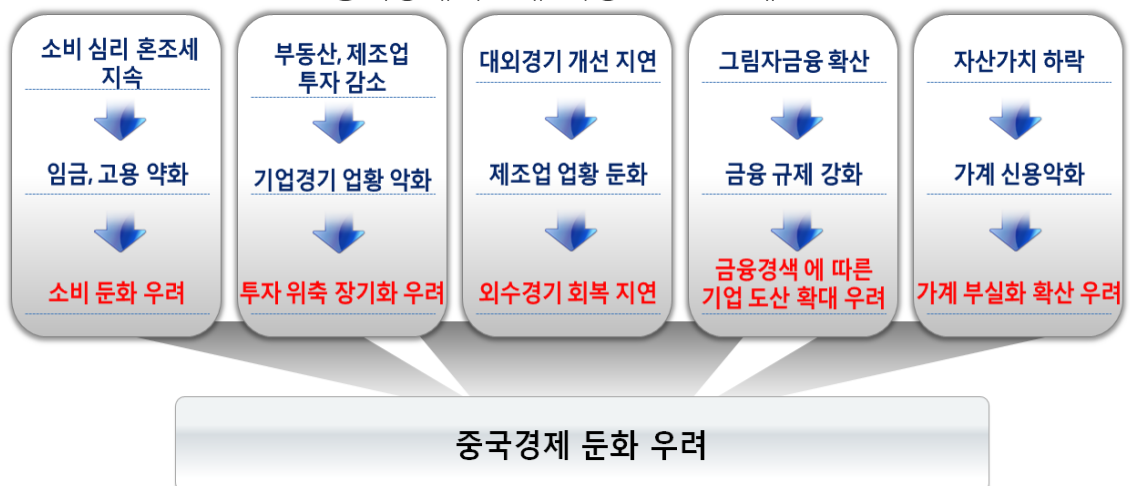 소비 심리 혼조세
지속
임금, 고용 약화
소비 둔화 우려
부동산, 제조업
투자 감소
기업경기 업황 악화
투자 위축 장기화 우려
대외경기 개선 지연
제조업 업황 둔화
외수경기 회복 지연
그림자금융 확산
금융 규제 강화
금융경색 에 따른
기업 도산 확대 우려
자산가치 하락
가계 신용악화
가계 부실화 확산 우려
중국경제 둔화 우려